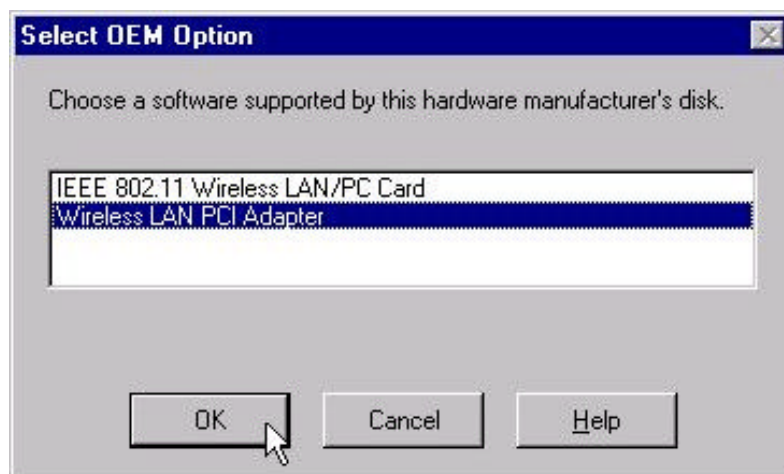 Select OEM Option
Choose a software supported by this hardware manufacturer's disk.
IEEE 802.11 Wireless LAN/PC Card
Wireless LAN PCI Adapter
OK
Cancel
Help